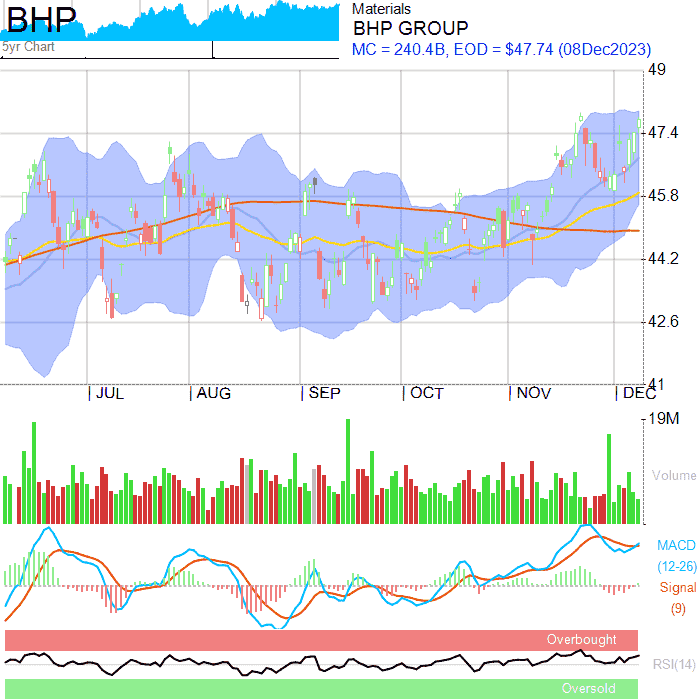 BHP
5yr Chart
Materials
BHP GROUP
MC = 240.4B, EOD = $47.74 (08Dec2023)
49
47.4
45.8
44.2
42.6
41
JUL AUG SEP OCT NOV DEC
19M
Volume
MACD
(12-26)
Signal
(9)
Overbought
RSI(14)
Oversold